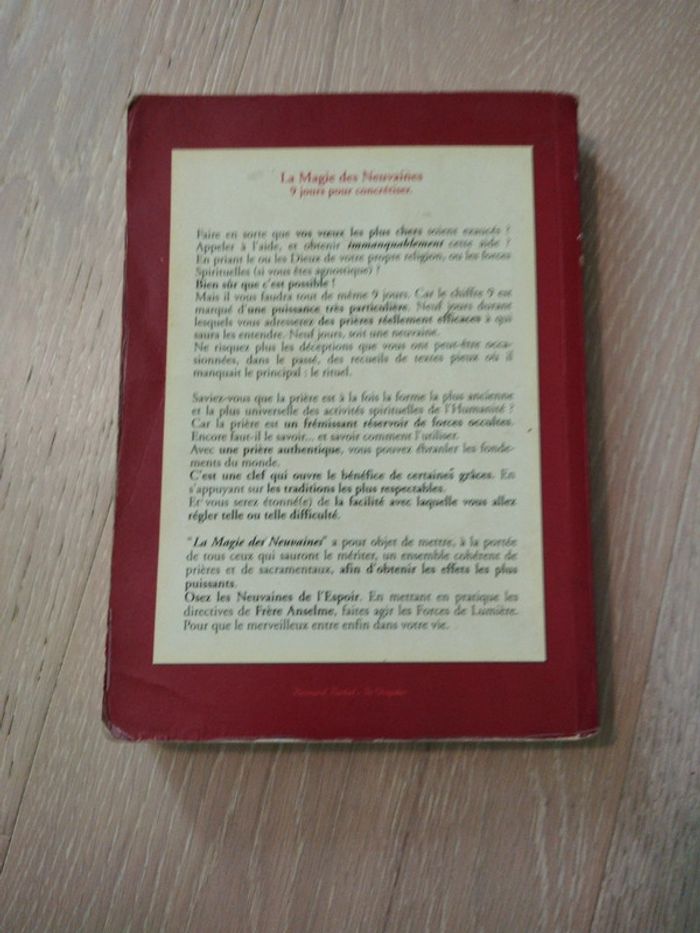 La Magie des Neuvaines
9 jours pour concrétiser.
Faire en sorte que vos vœux les plus chers soient exaucés ?
Appeler à l'aide, et obtenir immanquablement cette aide ?
En priant le ou les Dieux de votre propre religion, ou les forces
Spirituelles (si vous êtes agnostique) ?
Bien sûr que c'est possible !
Mais il vous faudra tout de même 9 jours. Car le chiffre 9 est
marqué d'une puissance très particulière. Neuf jours durant
lesquels vous adresserez des prières réellement efficaces à qui
saura les entendre. Neuf jours, soit une neuvaine.
Ne risquez plus les déceptions que vous ont peut-être occa-
sionnées, dans le passé, des recueils de textes pieux où il
manquait le principal : le rituel.
Saviez-vous que la prière est à la fois la forme la plus ancienne
et la plus universelle des activités spirituelles de l'Humanité ?
Car la prière est un frémissant réservoir de forces occultes.
Encore faut-il le savoir... et savoir comment l'utiliser.
Avec une prière authentique, vous pouvez ébranler les fonde-
ments du monde.
C'est une clef qui ouvre le bénéfice de certaines grâces. En
s'appuyant sur les traditions les plus respectables.
Et vous serez étonné(e) de la facilité avec laquelle vous allez
régler telle ou telle difficulté.
"La Magie des Neuvaines" a pour objet de mettre, à la portée
de tous ceux qui sauront le mériter, un ensemble cohérent de
prières et de sacramentaux, afin d'obtenir les effets les plus
puissants.
Osez les Neuvaines de l'Espoir. En mettant en pratique les
directives de Frère Anselme, faites agir les Forces de Lumière.
Pour que le merveilleux entre enfin dans votre vie.